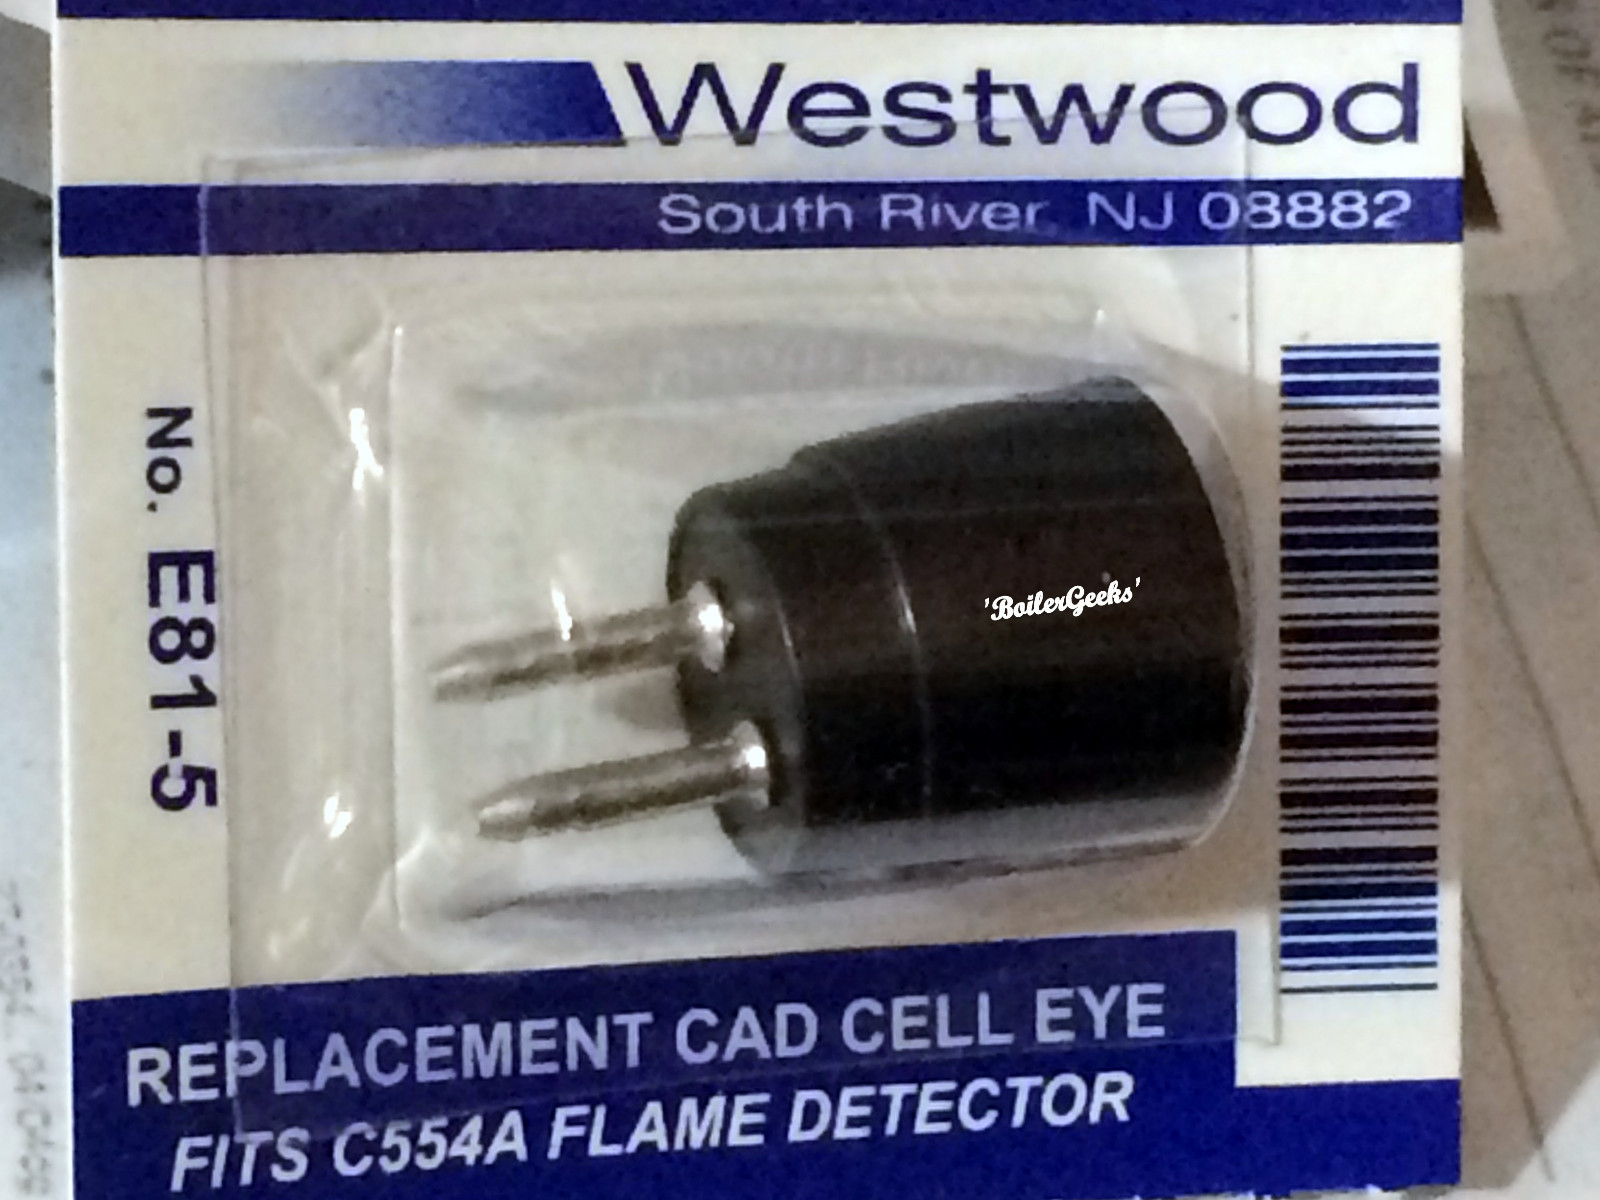 Westwood
South River, NJ 08882
No. E81-5
'BoilerGeeks'
REPLACEMENT CAD CELL EYE
FITS C554A FLAME DETECTOR